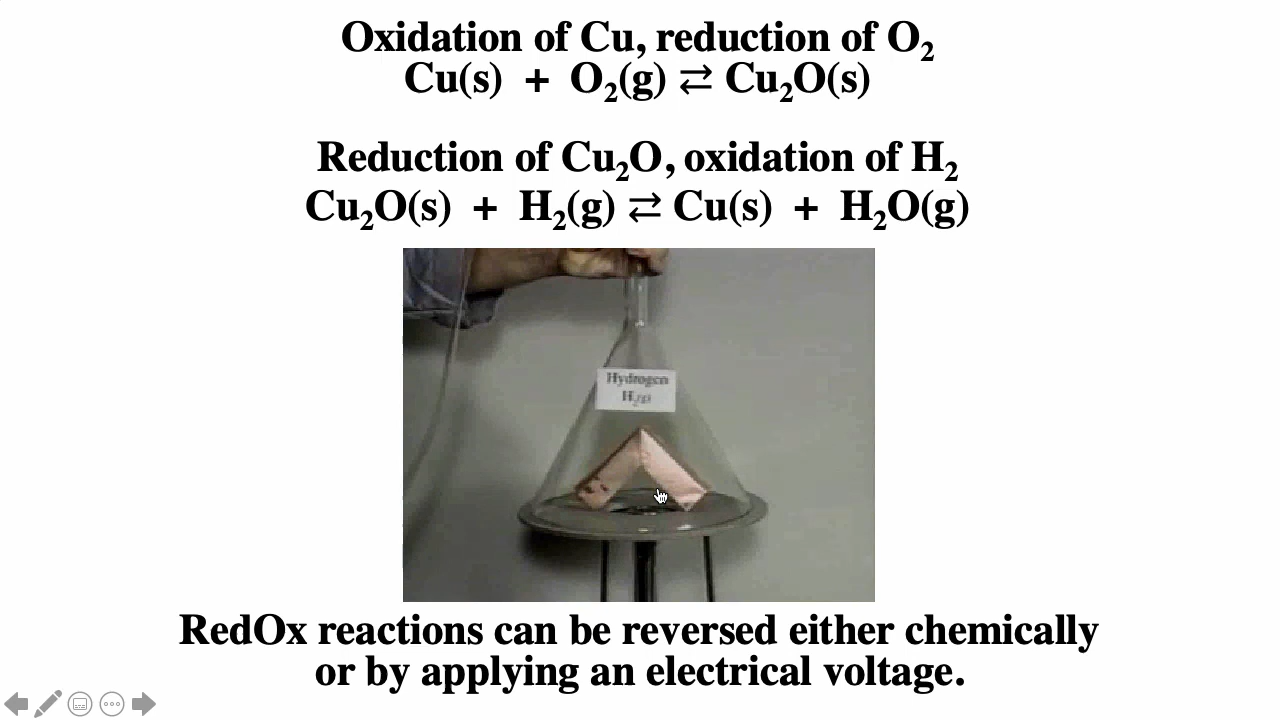 Oxidation of Cu, reduction of O₂
Cu(s) + O₂(g) ⇄ Cu₂O(s)
Reduction of Cu₂O, oxidation of H₂
Cu₂O(s) + H₂(g) ⇄ Cu(s) + H₂O(g)
Hydrogen
H₂(g)
RedOx reactions can be reversed either chemically
or by applying an electrical voltage.